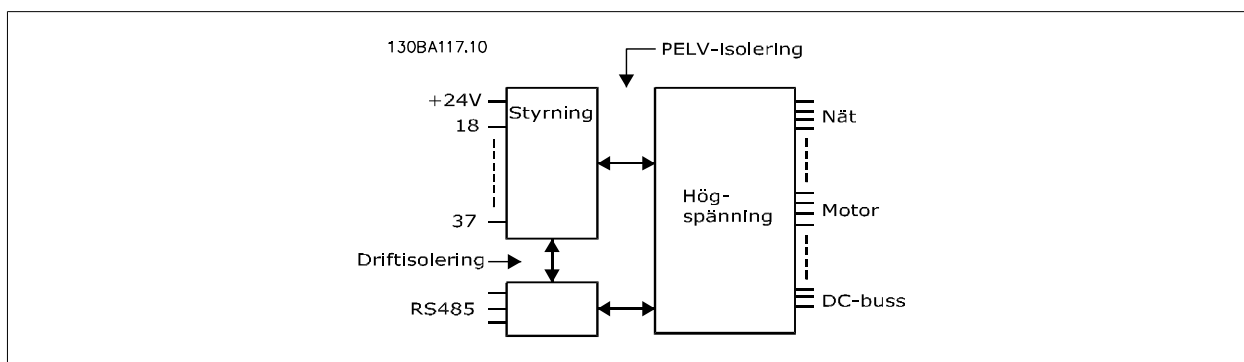 130BA117.10
PELV-isolering
+24V
Styrning
18
Nät
Hög-
spänning
37
Motor
Driftisolering
RS485
DC-buss